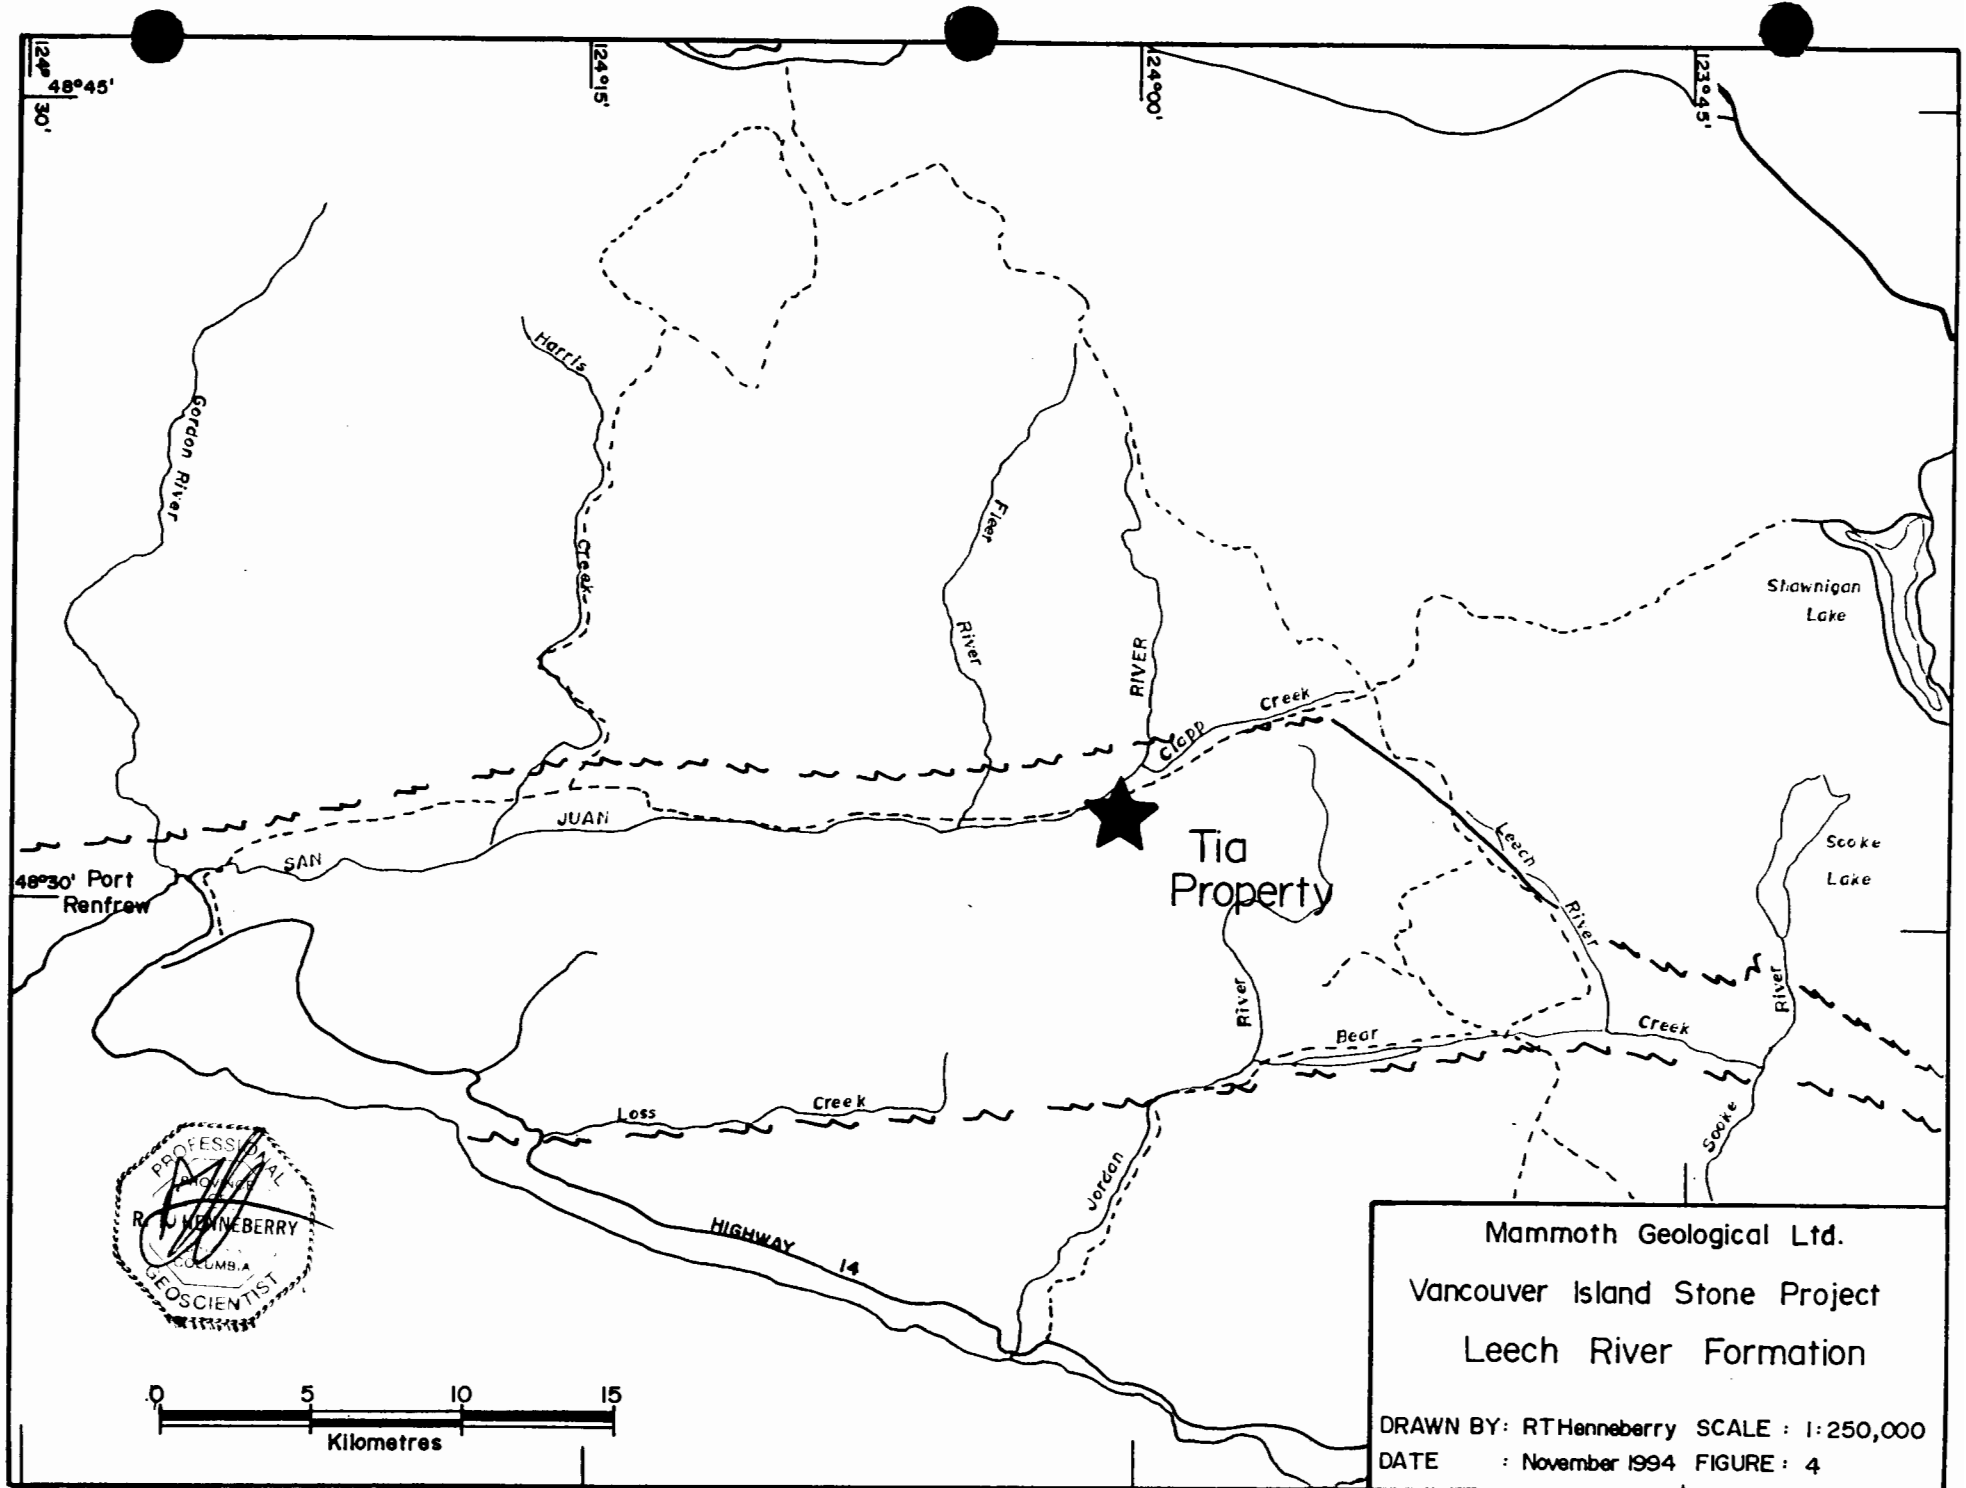 124°
30'
48°45'
124°15'
124°00'
123°45'
Harris
Creek
Gordon River
Fleer
River
RIVER
Shawnigan
Lake
Clapp Creek
SAN JUAN
48°30' Port
Renfrew
Tia
Property
Leech
River
Scoke
Lake
River
River
Bear Creek
Loss Creek
Sooke
Jordan
HIGHWAY 14
PROFESSIONAL
PROVINCE
OF
R. T. HENNEBERRY
COLUMBIA
GEOSCIENTIST
0 5 10 15
Kilometres
Mammoth Geological Ltd.
Vancouver Island Stone Project
Leech River Formation
DRAWN BY: RTHenneberry SCALE : 1:250,000
DATE : November 1994 FIGURE : 4